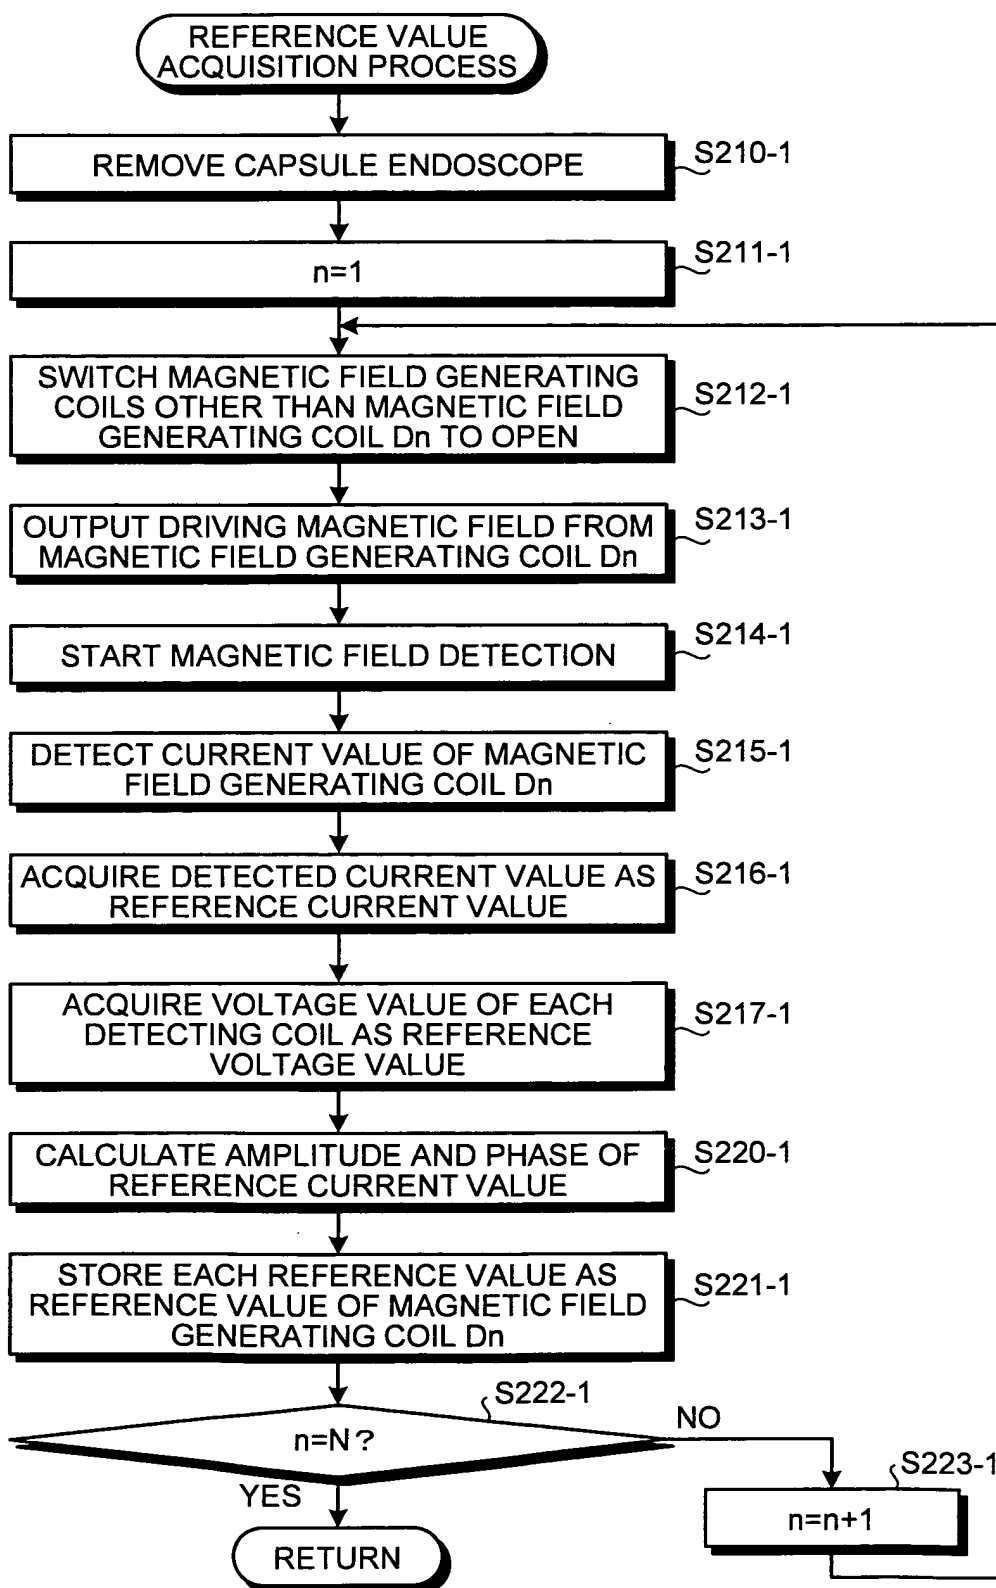 REFERENCE VALUE
ACQUISITION PROCESS
REMOVE CAPSULE ENDOSCOPE
S210-1
n=1
S211-1
SWITCH MAGNETIC FIELD GENERATING
COILS OTHER THAN MAGNETIC FIELD
GENERATING COIL Dn TO OPEN
S212-1
OUTPUT DRIVING MAGNETIC FIELD FROM
MAGNETIC FIELD GENERATING COIL Dn
S213-1
START MAGNETIC FIELD DETECTION
S214-1
DETECT CURRENT VALUE OF MAGNETIC
FIELD GENERATING COIL Dn
S215-1
ACQUIRE DETECTED CURRENT VALUE AS
REFERENCE CURRENT VALUE
S216-1
ACQUIRE VOLTAGE VALUE OF EACH
DETECTING COIL AS REFERENCE
VOLTAGE VALUE
S217-1
CALCULATE AMPLITUDE AND PHASE OF
REFERENCE CURRENT VALUE
S220-1
STORE EACH REFERENCE VALUE AS
REFERENCE VALUE OF MAGNETIC FIELD
GENERATING COIL Dn
S221-1
S222-1
n=N?
NO
YES
S223-1
n=n+1
RETURN